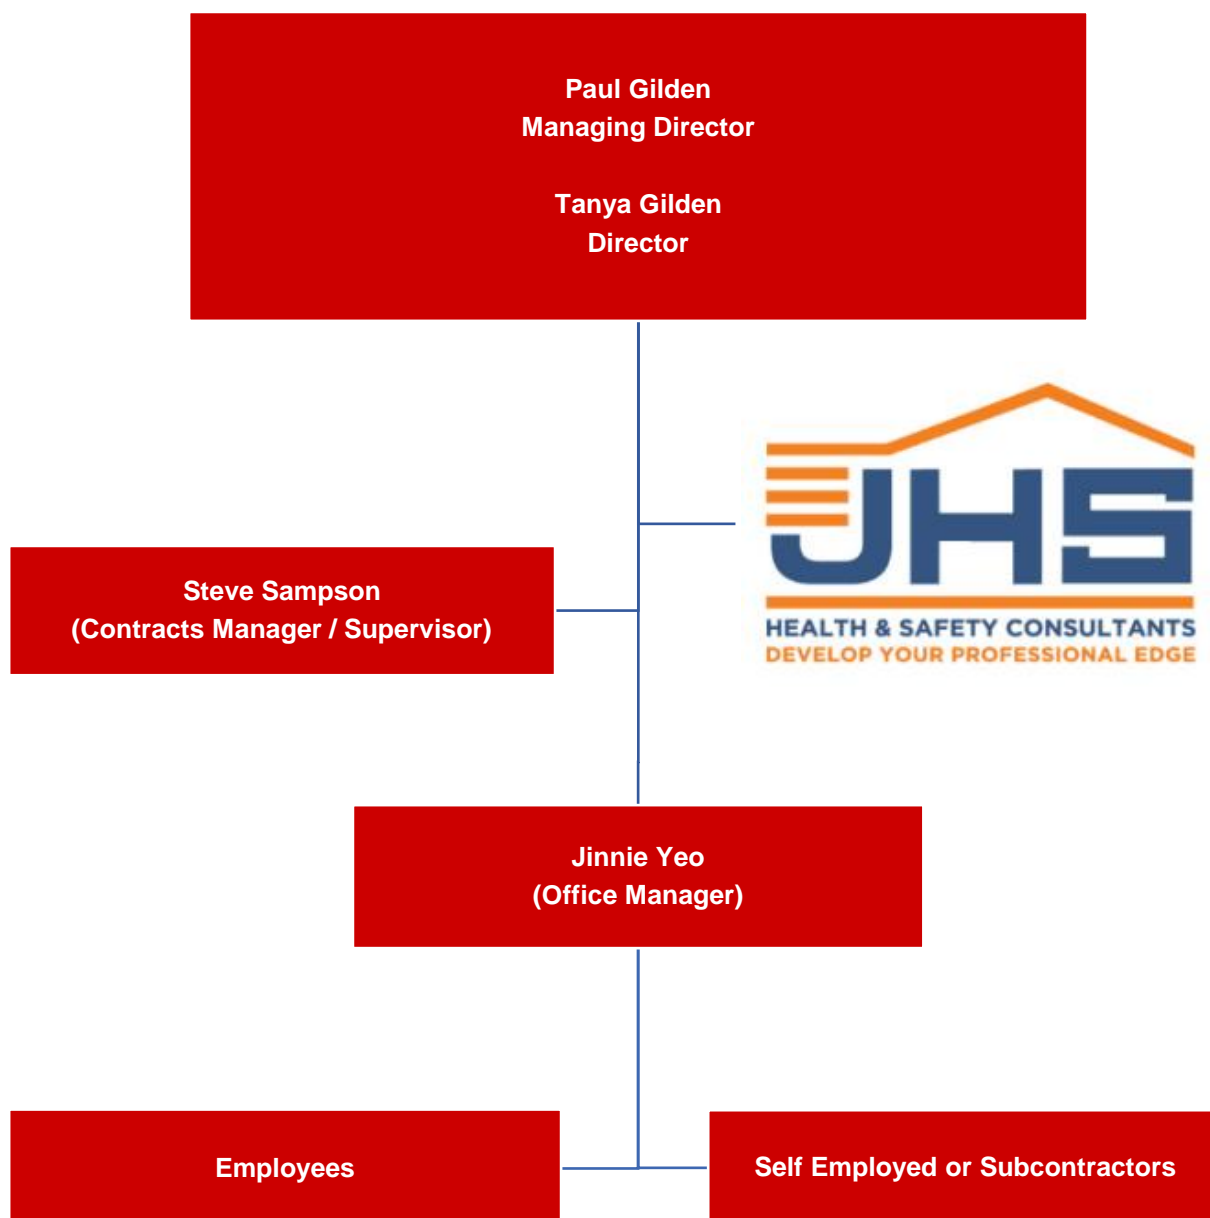 Paul Gilden
Managing Director
Tanya Gilden
Director
JHS
HEALTH & SAFETY CONSULTANTS
DEVELOP YOUR PROFESSIONAL EDGE
Steve Sampson
(Contracts Manager / Supervisor)
Jinnie Yeo
(Office Manager)
Employees
Self Employed or Subcontractors